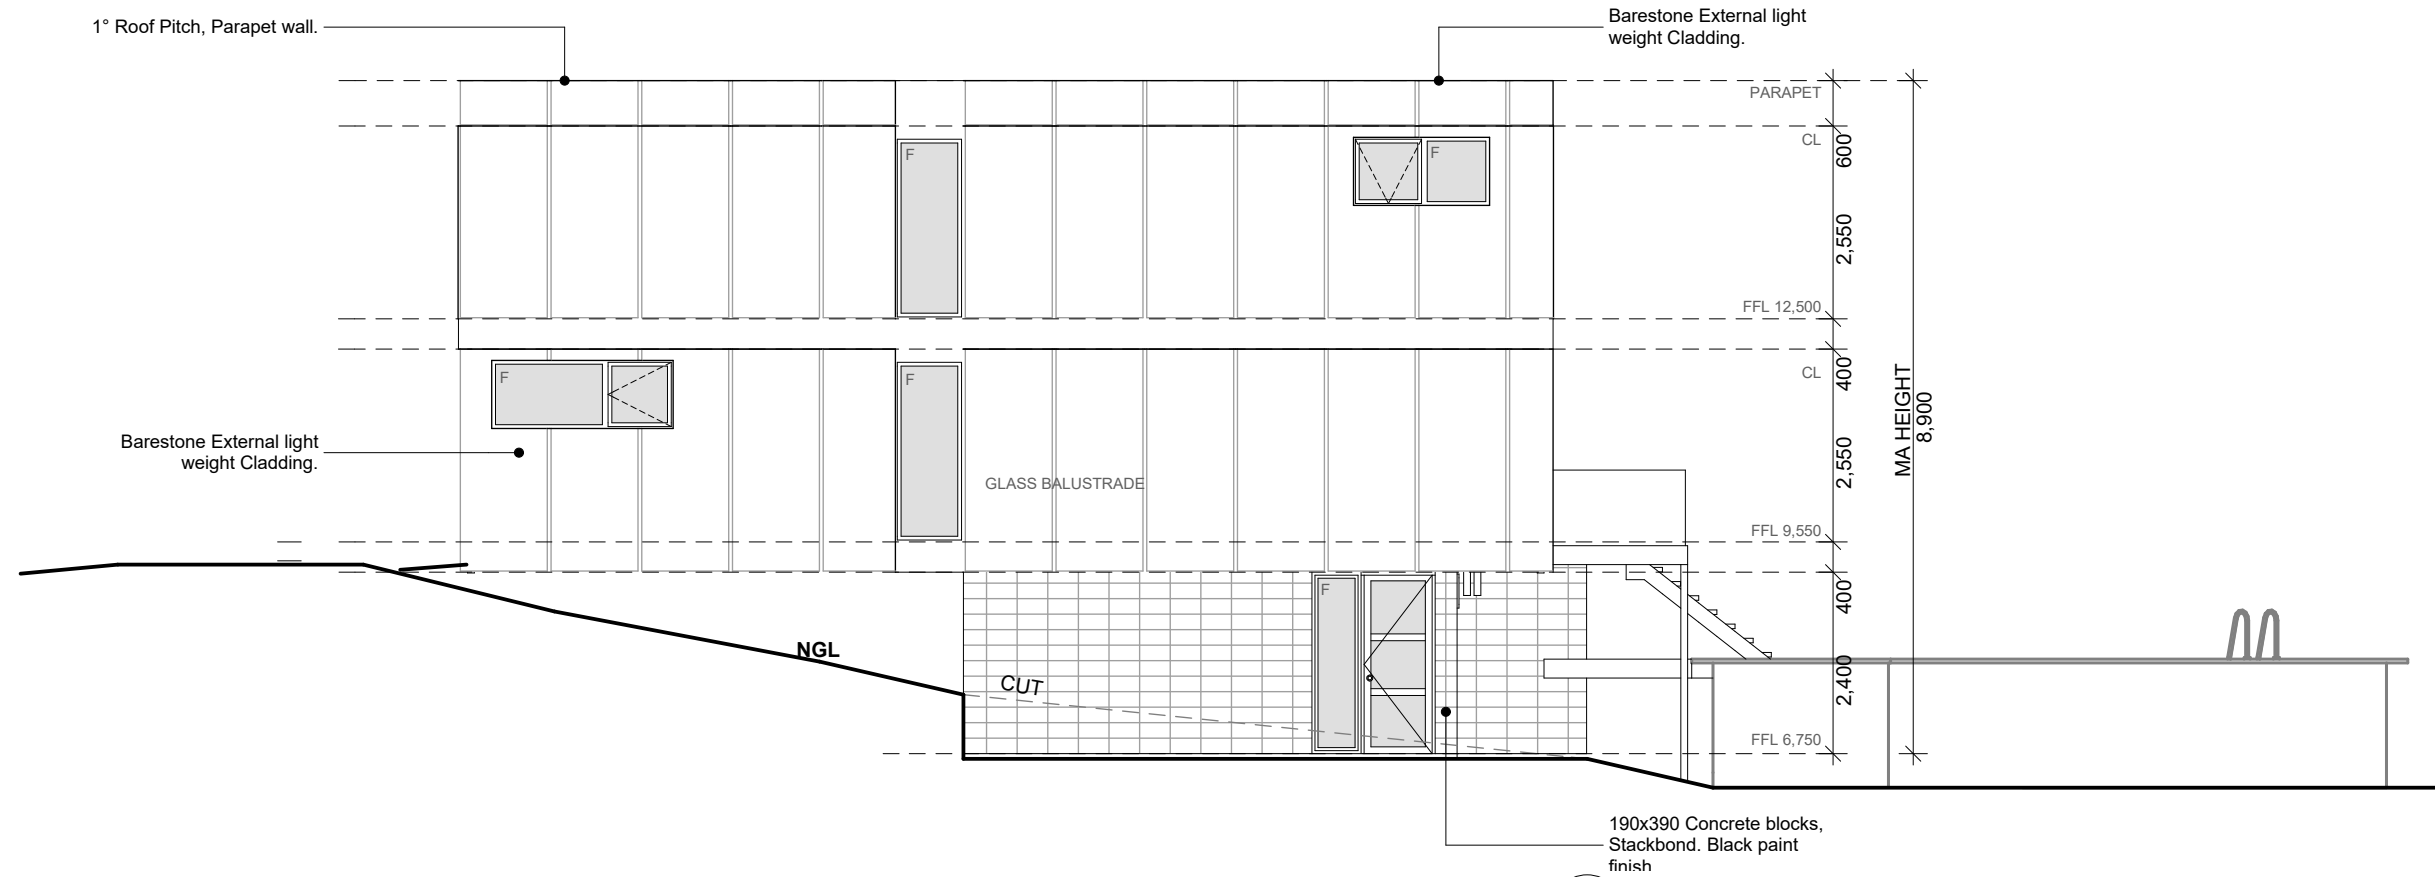 1° Roof Pitch, Parapet wall.
Barestone External light
weight Cladding.
PARAPET
CL
600
F
F
2,550
FFL 12,500
400
CL
MA HEIGHT
8,900
F
F
Barestone External light
weight Cladding.
2,550
GLASS BALUSTRADE
FFL 9,550
400
F
NGL
CUT
2,400
FFL 6,750
190x390 Concrete blocks,
Stackbond. Black paint
finish